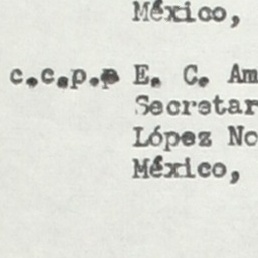 México,
c.c.p.p E. C. Am
Secretar
López No
México,